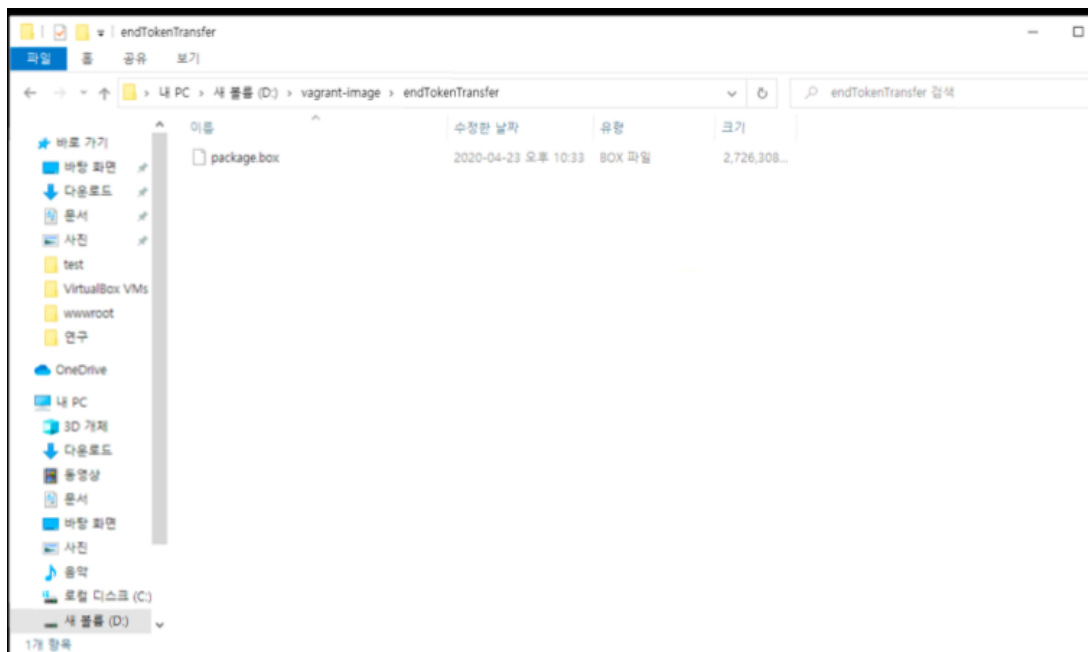 endTokenTransfer
파일 홈 공유 보기
내 PC > 새 볼륨 (D:) > vagrant-image > endTokenTransfer
endTokenTransfer 검색
이름 수정한 날짜 유형 크기
package.box 2020-04-23 오후 10:33 BOX 파일 2,726,308...
바로 가기
바탕 화면
다운로드
문서
사진
test
VirtualBox VMs
wwwroot
연구
OneDrive
내 PC
3D 개체
다운로드
동영상
문서
바탕 화면
사진
음악
로컬 디스크 (C:)
새 볼륨 (D:)
1개 항목